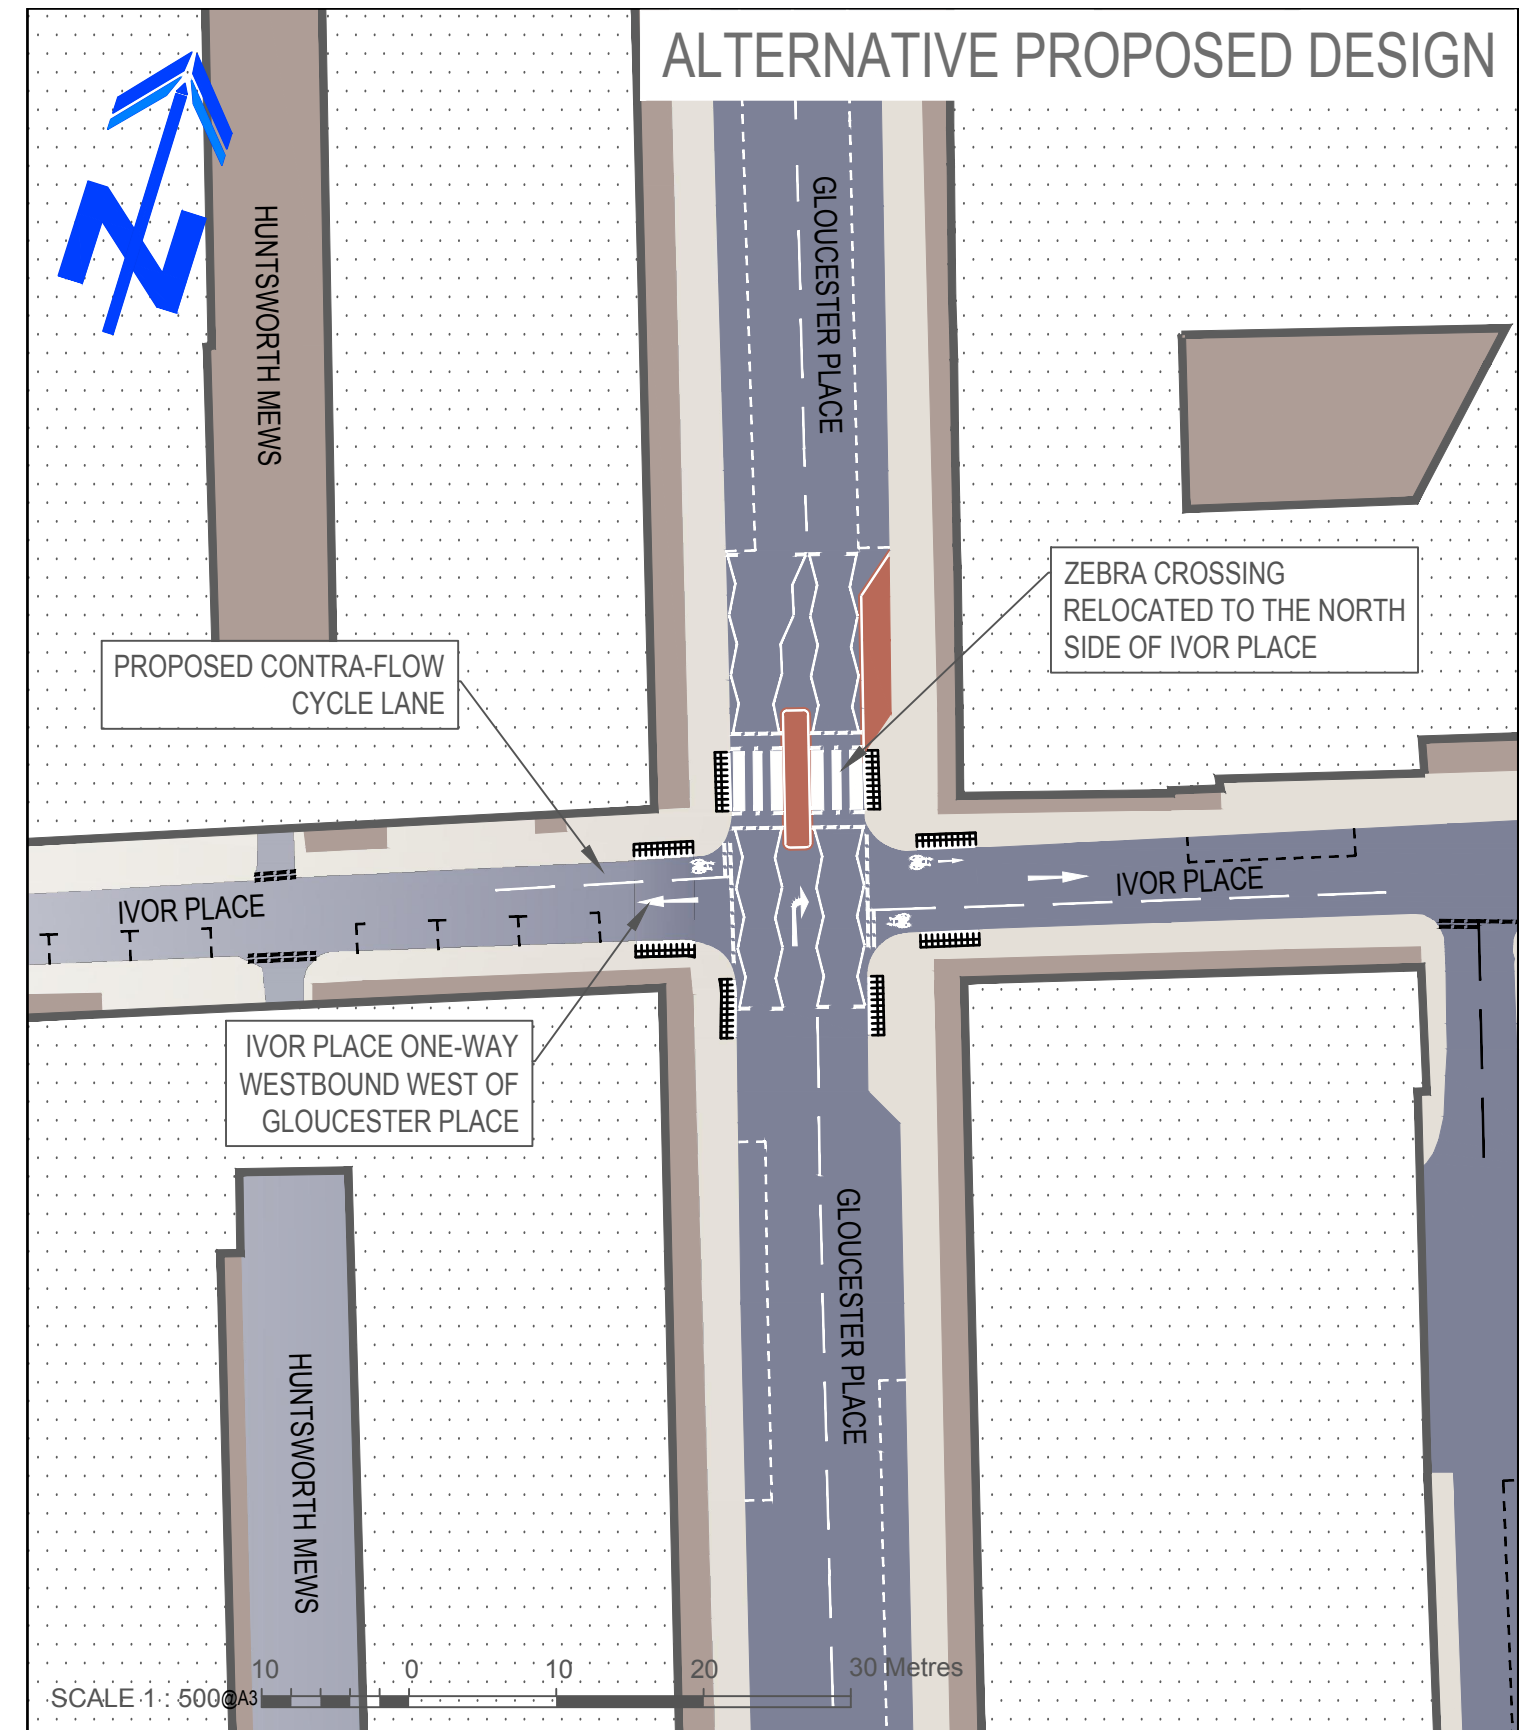 ALTERNATIVE PROPOSED DESIGN
N
HUNTSWORTH MEWS
GLOUCESTER PLACE
ZEBRA CROSSING
RELOCATED TO THE NORTH
SIDE OF IVOR PLACE
PROPOSED CONTRA-FLOW
CYCLE LANE
IVOR PLACE
IVOR PLACE
IVOR PLACE ONE-WAY
WESTBOUND WEST OF
GLOUCESTER PLACE
GLOUCESTER PLACE
HUNTSWORTH MEWS
10 0 10 20 30 Metres
SCALE 1 : 500@A3